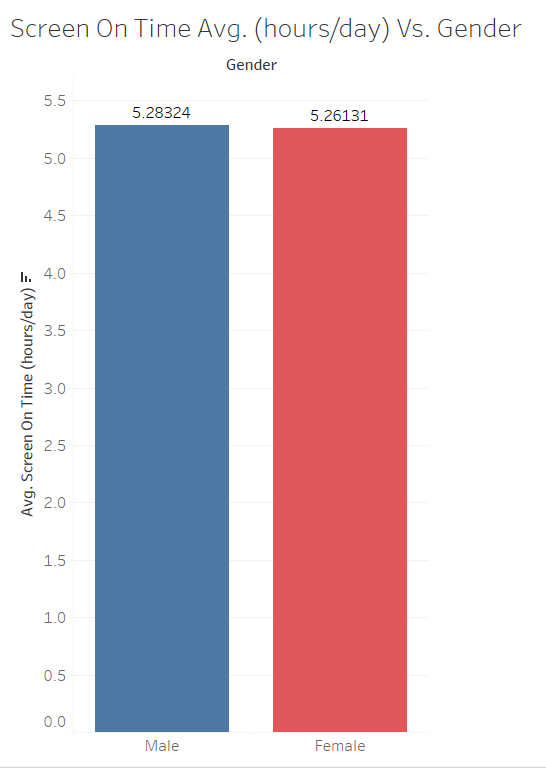 Screen On Time Avg. (hours/day) Vs. Gender
Gender
Avg. Screen On Time (hours/day)
5.5
5.0
4.5
4.0
3.5
3.0
2.5
2.0
1.5
1.0
0.5
0.0
5.28324
5.26131
Male
Female